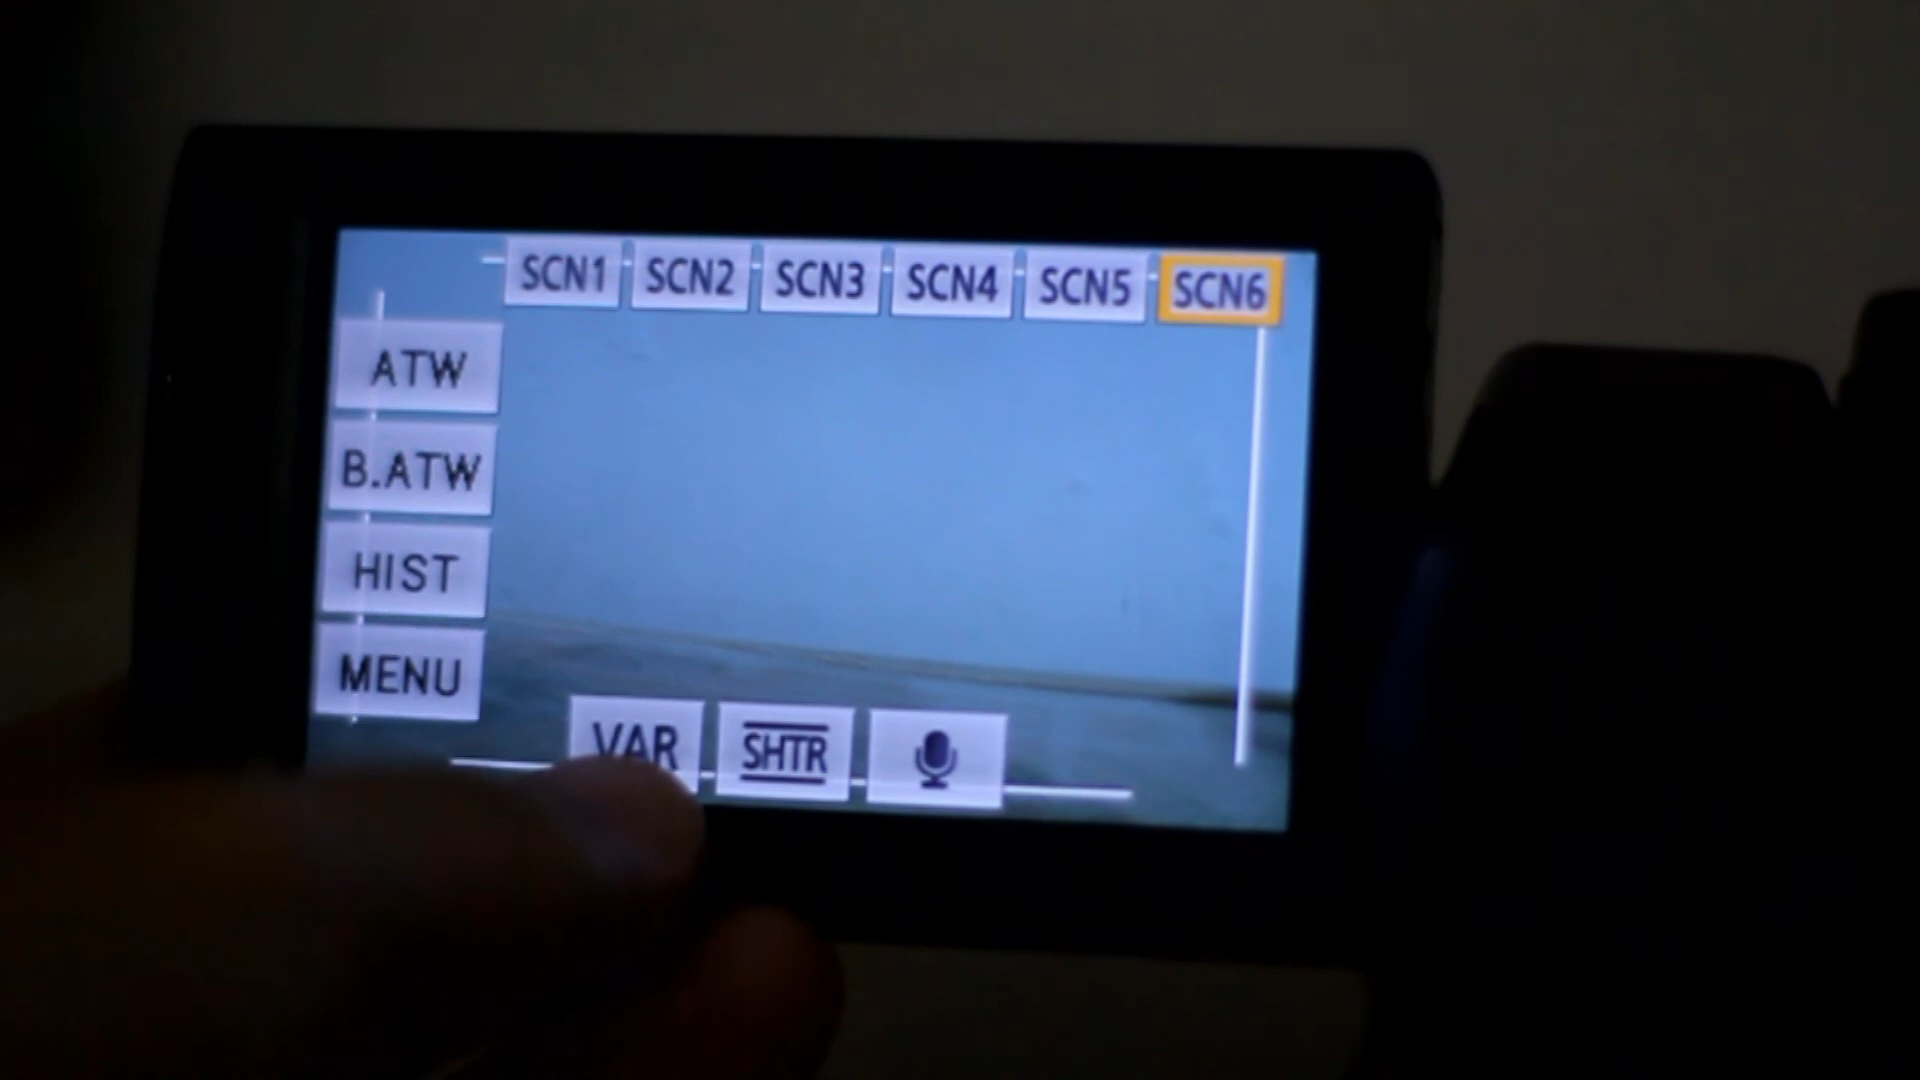 SCN1 SCN2 SCN3 SCN4 SCN5 SCN6
ATW
B.ATW
HIST
MENU
VAR SHTR